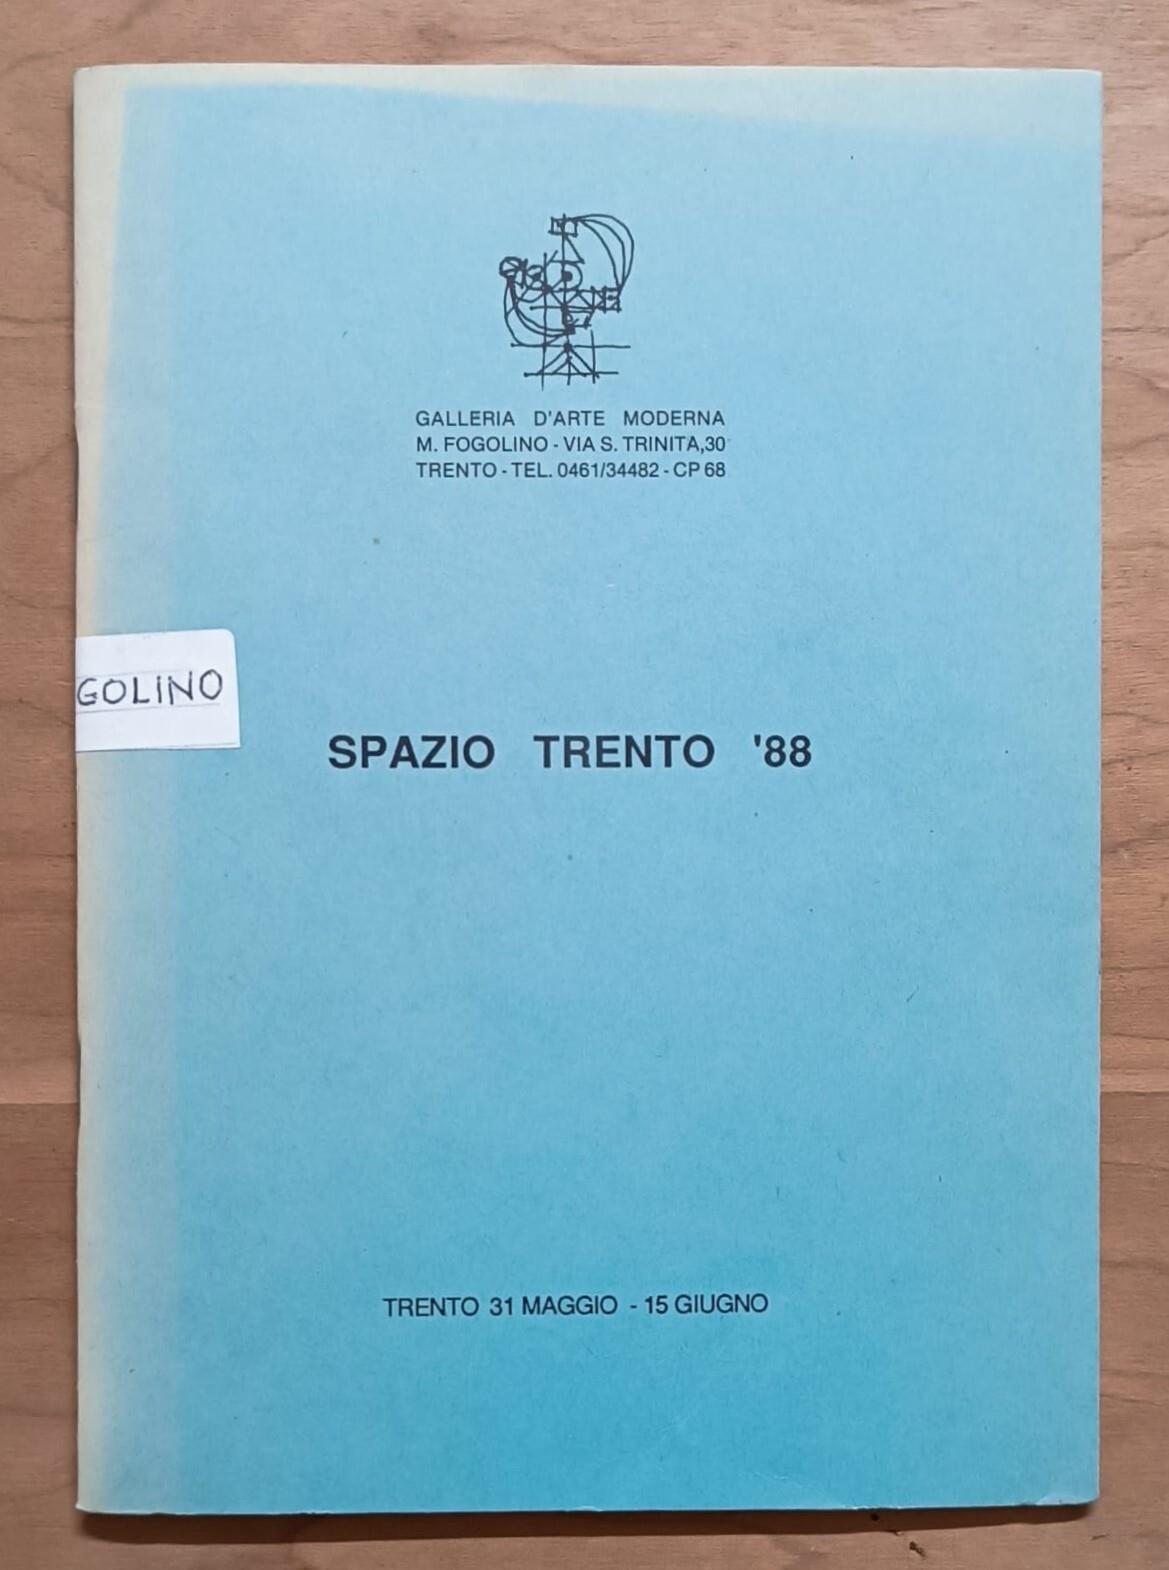 GALLERIA D'ARTE MODERNA
M. FOGOLINO - VIA S. TRINITA,30
TRENTO - TEL. 0461/34482 - CP 68
GOLINO
SPAZIO TRENTO '88
TRENTO 31 MAGGIO - 15 GIUGNO